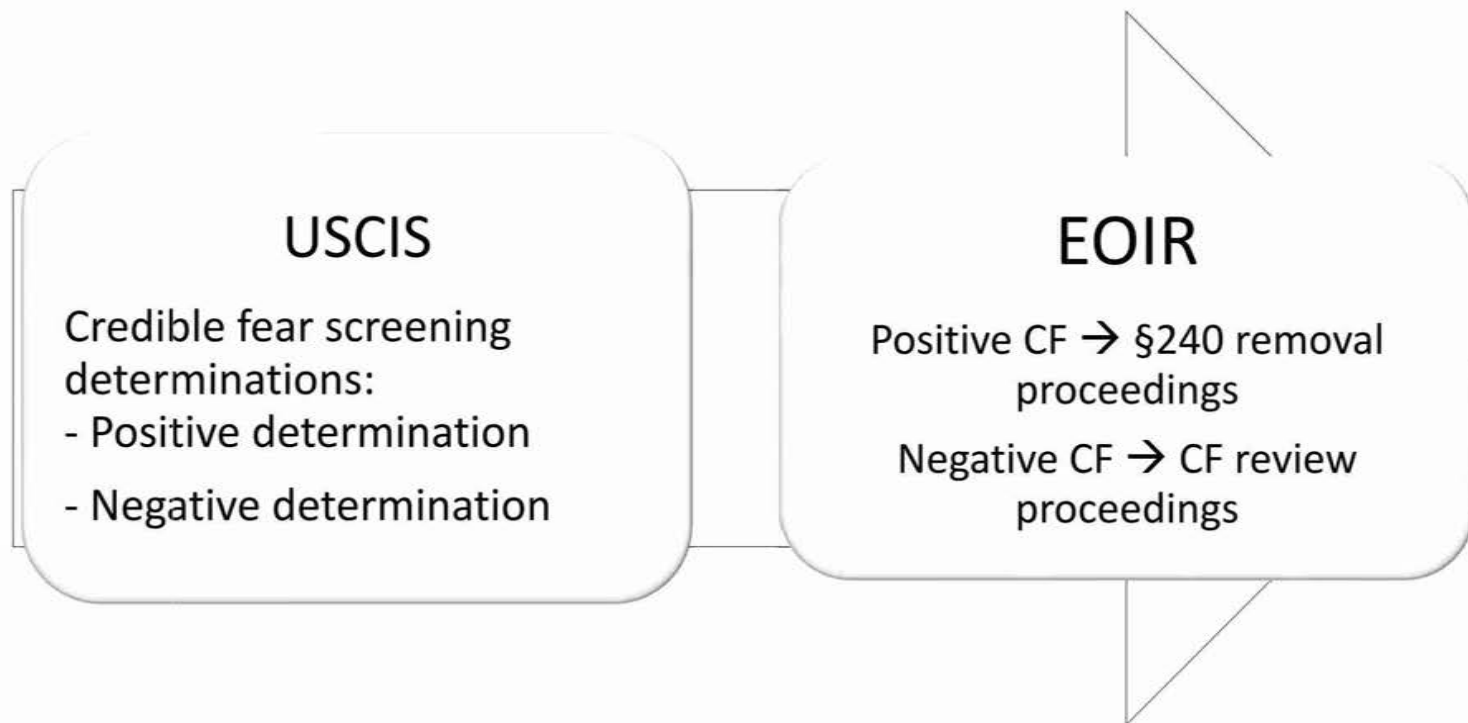 USCIS
Credible fear screening
determinations:
- Positive determination
- Negative determination
EOIR
Positive CF → §240 removal
proceedings
Negative CF → CF review
proceedings